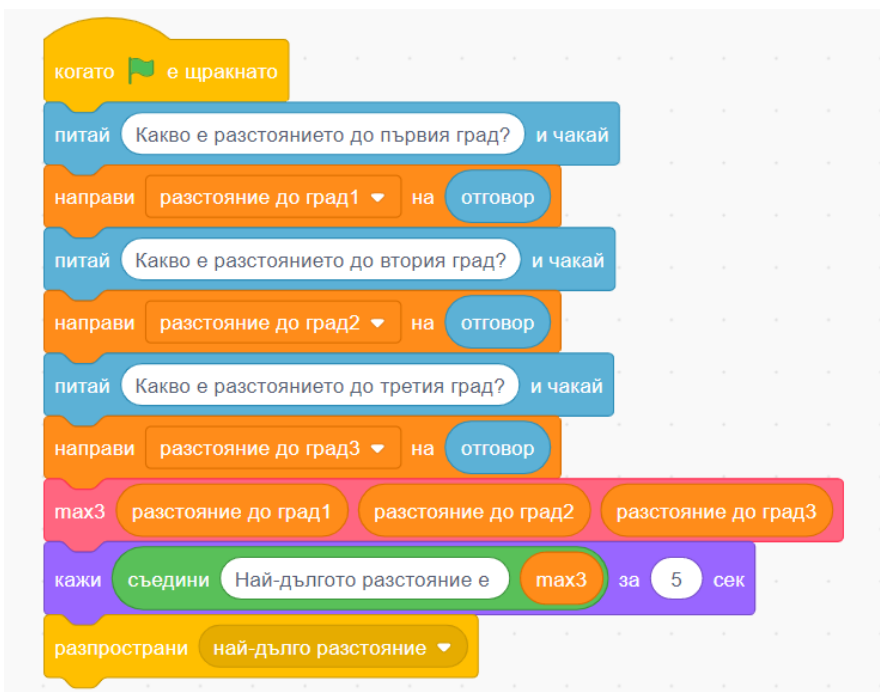 когато е щракнато
питай Какво е разстоянието до първия град? и чакай
направи разстояние до град1 на отговор
питай Какво е разстоянието до втория град? и чакай
направи разстояние до град2 на отговор
питай Какво е разстоянието до третия град? и чакай
направи разстояние до град3 на отговор
max3 разстояние до град1 разстояние до град2 разстояние до град3
кажи съедини Най-дългото разстояние е max3 за 5 сек
разпространи най-дълго разстояние